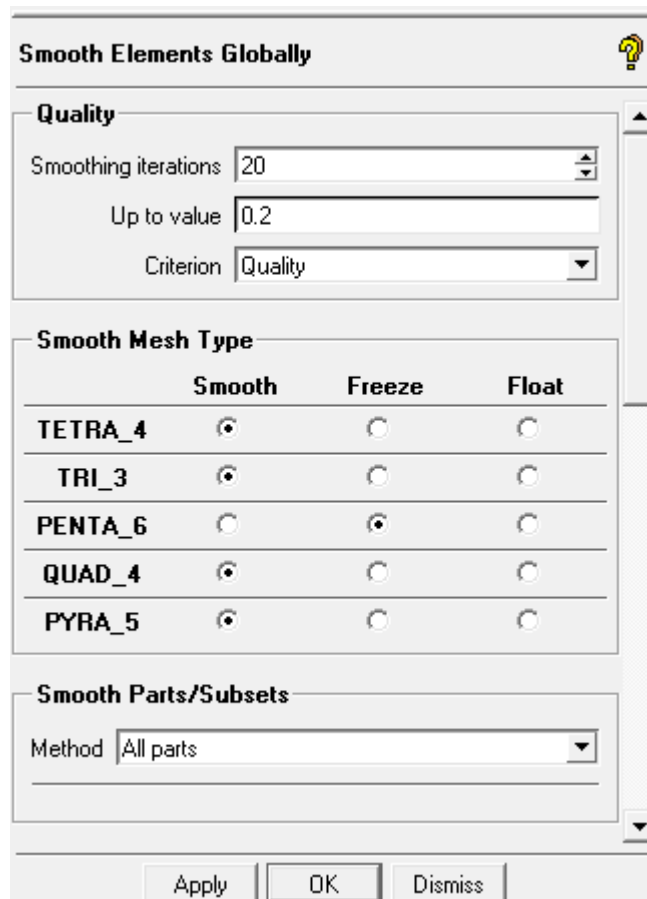 Smooth Elements Globally
Quality
Smoothing iterations 20
Up to value 0.2
Criterion Quality
Smooth Mesh Type
Smooth Freeze Float
TETRA_4
TRI_3
PENTA_6
QUAD_4
PYRA_5
Smooth Parts/Subsets
Method All parts
Apply OK Dismiss